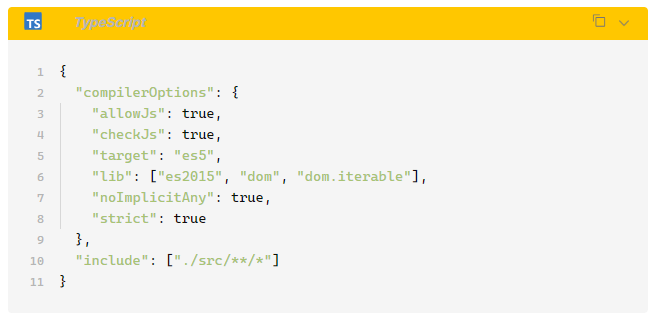 TS TypeScript
1 {
2   "compilerOptions": {
3     "allowJs": true,
4     "checkJs": true,
5     "target": "es5",
6     "lib": ["es2015", "dom", "dom.iterable"],
7     "noImplicitAny": true,
8     "strict": true
9   },
10   "include": ["./src/**/*"]
11 }